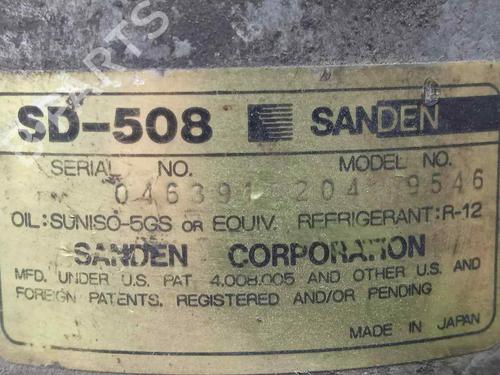 SD-508 SANDEN
SERIAL NO. MODEL NO.
9546
OIL:SUNISO-5GS OR EQUIV. REFRIGERANT:R-12
SANDEN CORPORATION
MFD. UNDER U.S. PAT. 4,008,005 AND OTHER U.S. AND
FOREIGN PATENTS, REGISTERED AND/OR PENDING
MADE IN JAPAN